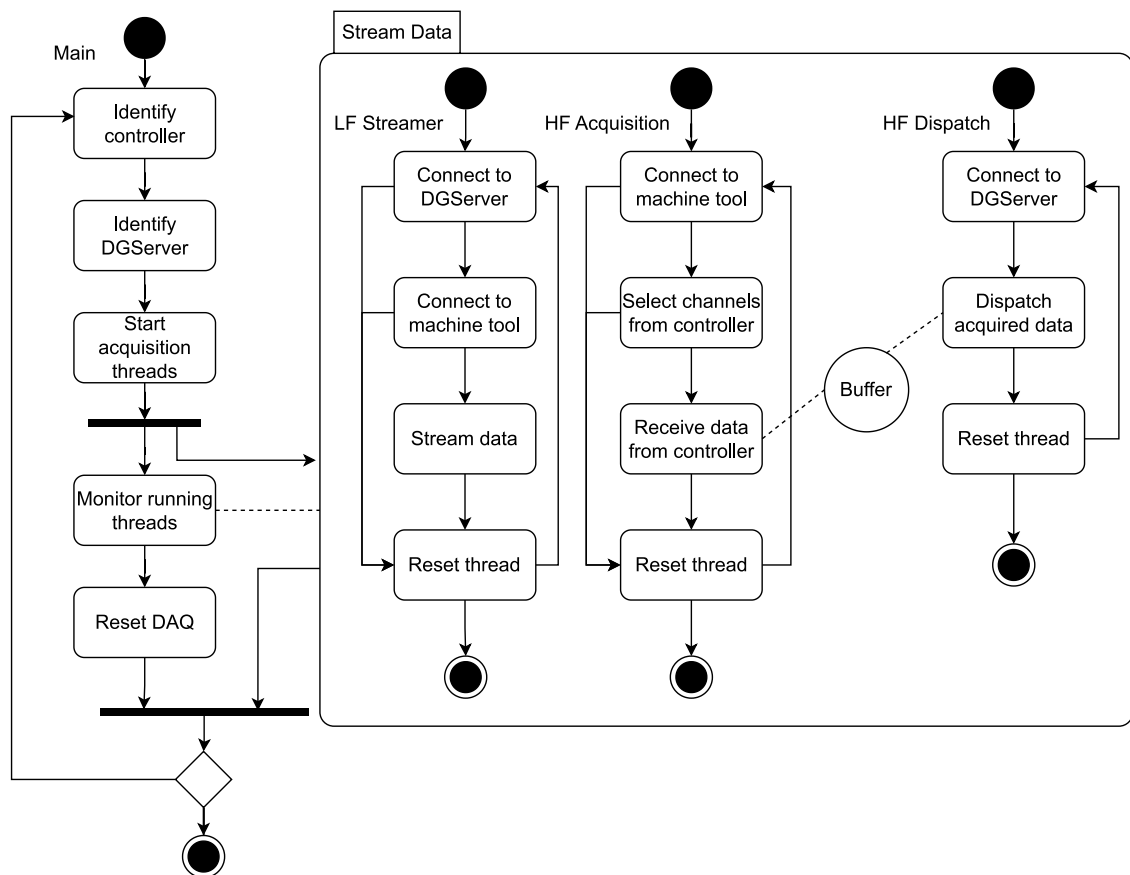 Main
Identify
controller
Identify
DGServer
Start
acquisition
threads
Monitor running
threads
Reset DAQ
Stream Data
LF Streamer
Connect to
DGServer
Connect to
machine tool
Stream data
Reset thread
HF Acquisition
Connect to
machine tool
Select channels
from controller
Receive data
from controller
Reset thread
Buffer
HF Dispatch
Connect to
DGServer
Dispatch
acquired data
Reset thread